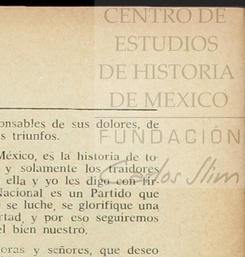 CENTRO DE
ESTUDIOS
DE HISTORIA
DE MEXICO
FUNDACIÓN
Carlos Slim
onsables de sus dolores, de
s triunfos.
México, es la historia de to-
y solamente los traidores
ella y yo les digo con fir-
Nacional es un Partido que
se luche, se glorifique una
rtad, y por eso seguiremos
el bien nuestro.
oras y señores, que deseo